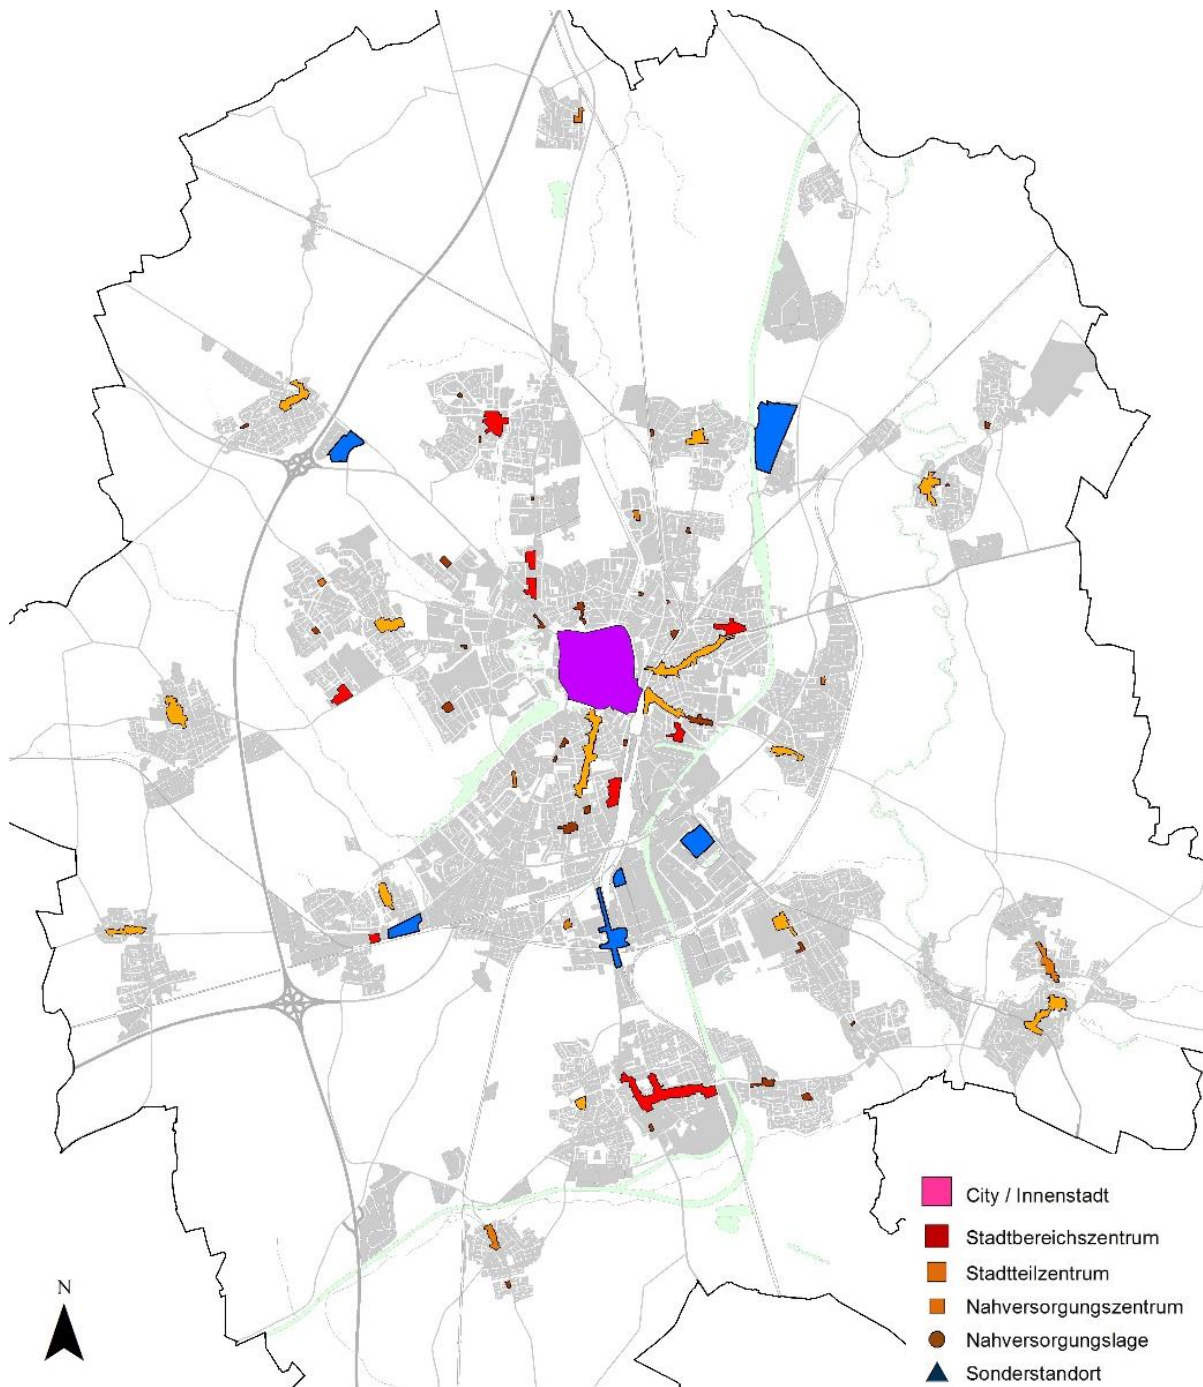 City / Innenstadt
Stadtbereichszentrum
Stadtteilzentrum
Nahversorgungszentrum
Nahversorgungslage
N
Sonderstandort